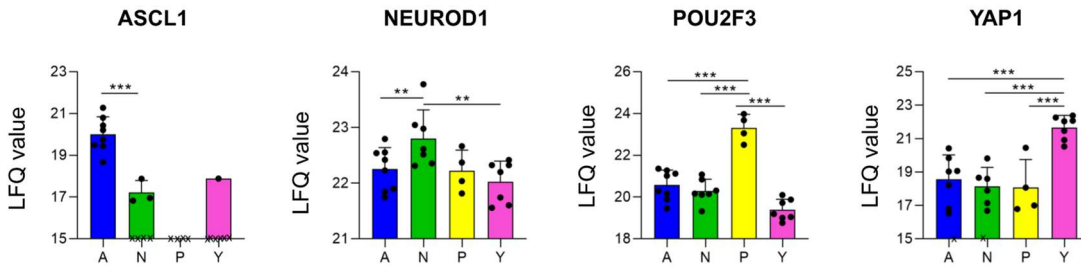 ASCL1
NEUROD1
POU2F3
YAP1
LFQ value
23
21
19
17
15
***
A N P Y
LFQ value
24
23
22
21
**
**
A N P Y
LFQ value
26
24
22
20
18
***
***
***
A N P Y
LFQ value
25
23
21
19
17
15
***
***
***
A N P Y